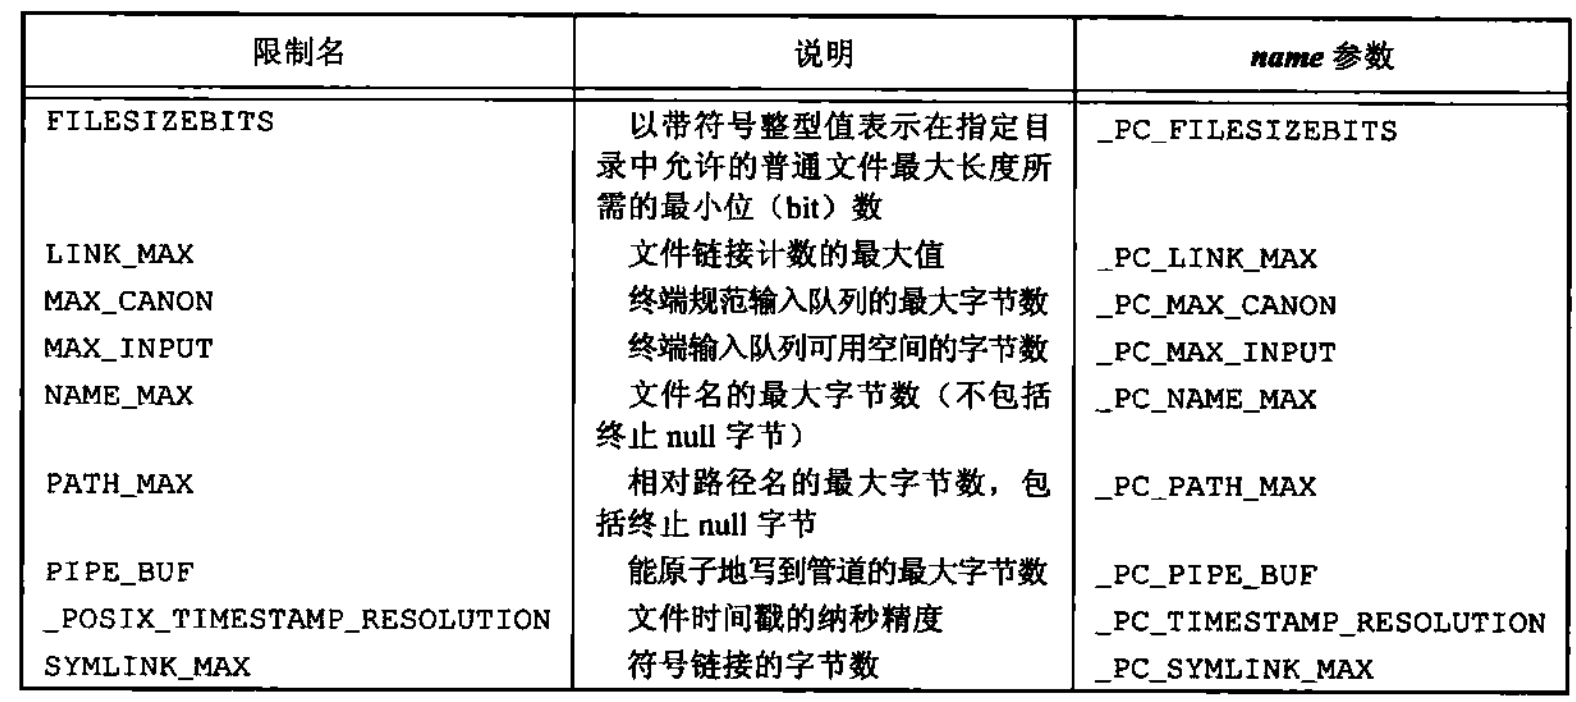 限制名 说明 name 参数
FILESIZEBITS 以带符号整型值表示在指定目 _PC_FILESIZEBITS
录中允许的普通文件最大长度所
需的最小位（bit）数
LINK_MAX 文件链接计数的最大值 _PC_LINK_MAX
MAX_CANON 终端规范输入队列的最大字节数 _PC_MAX_CANON
MAX_INPUT 终端输入队列可用空间的字节数 _PC_MAX_INPUT
NAME_MAX 文件名的最大字节数（不包括 _PC_NAME_MAX
终止 null 字节）
PATH_MAX 相对路径名的最大字节数，包 _PC_PATH_MAX
括终止 null 字节
PIPE_BUF 能原子地写到管道的最大字节数 _PC_PIPE_BUF
_POSIX_TIMESTAMP_RESOLUTION 文件时间戳的纳秒精度 _PC_TIMESTAMP_RESOLUTION
SYMLINK_MAX 符号链接的字节数 _PC_SYMLINK_MAX